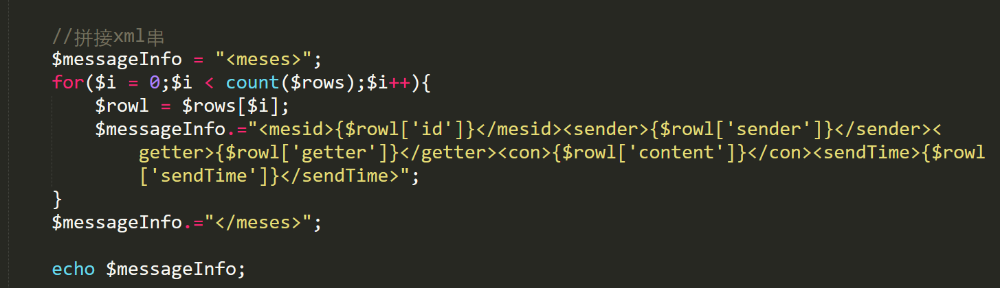 //拼接xml串
$messageInfo = "<meses>";
for($i = 0;$i < count($rows);$i++){
$rowl = $rows[$i];
$messageInfo.="<mesid>{$rowl['id']}</mesid><sender>{$rowl['sender']}</sender><
getter>{$rowl['getter']}</getter><con>{$rowl['content']}</con><sendTime>{$rowl
['sendTime']}</sendTime>";
}
$messageInfo.="</meses>";
echo $messageInfo;